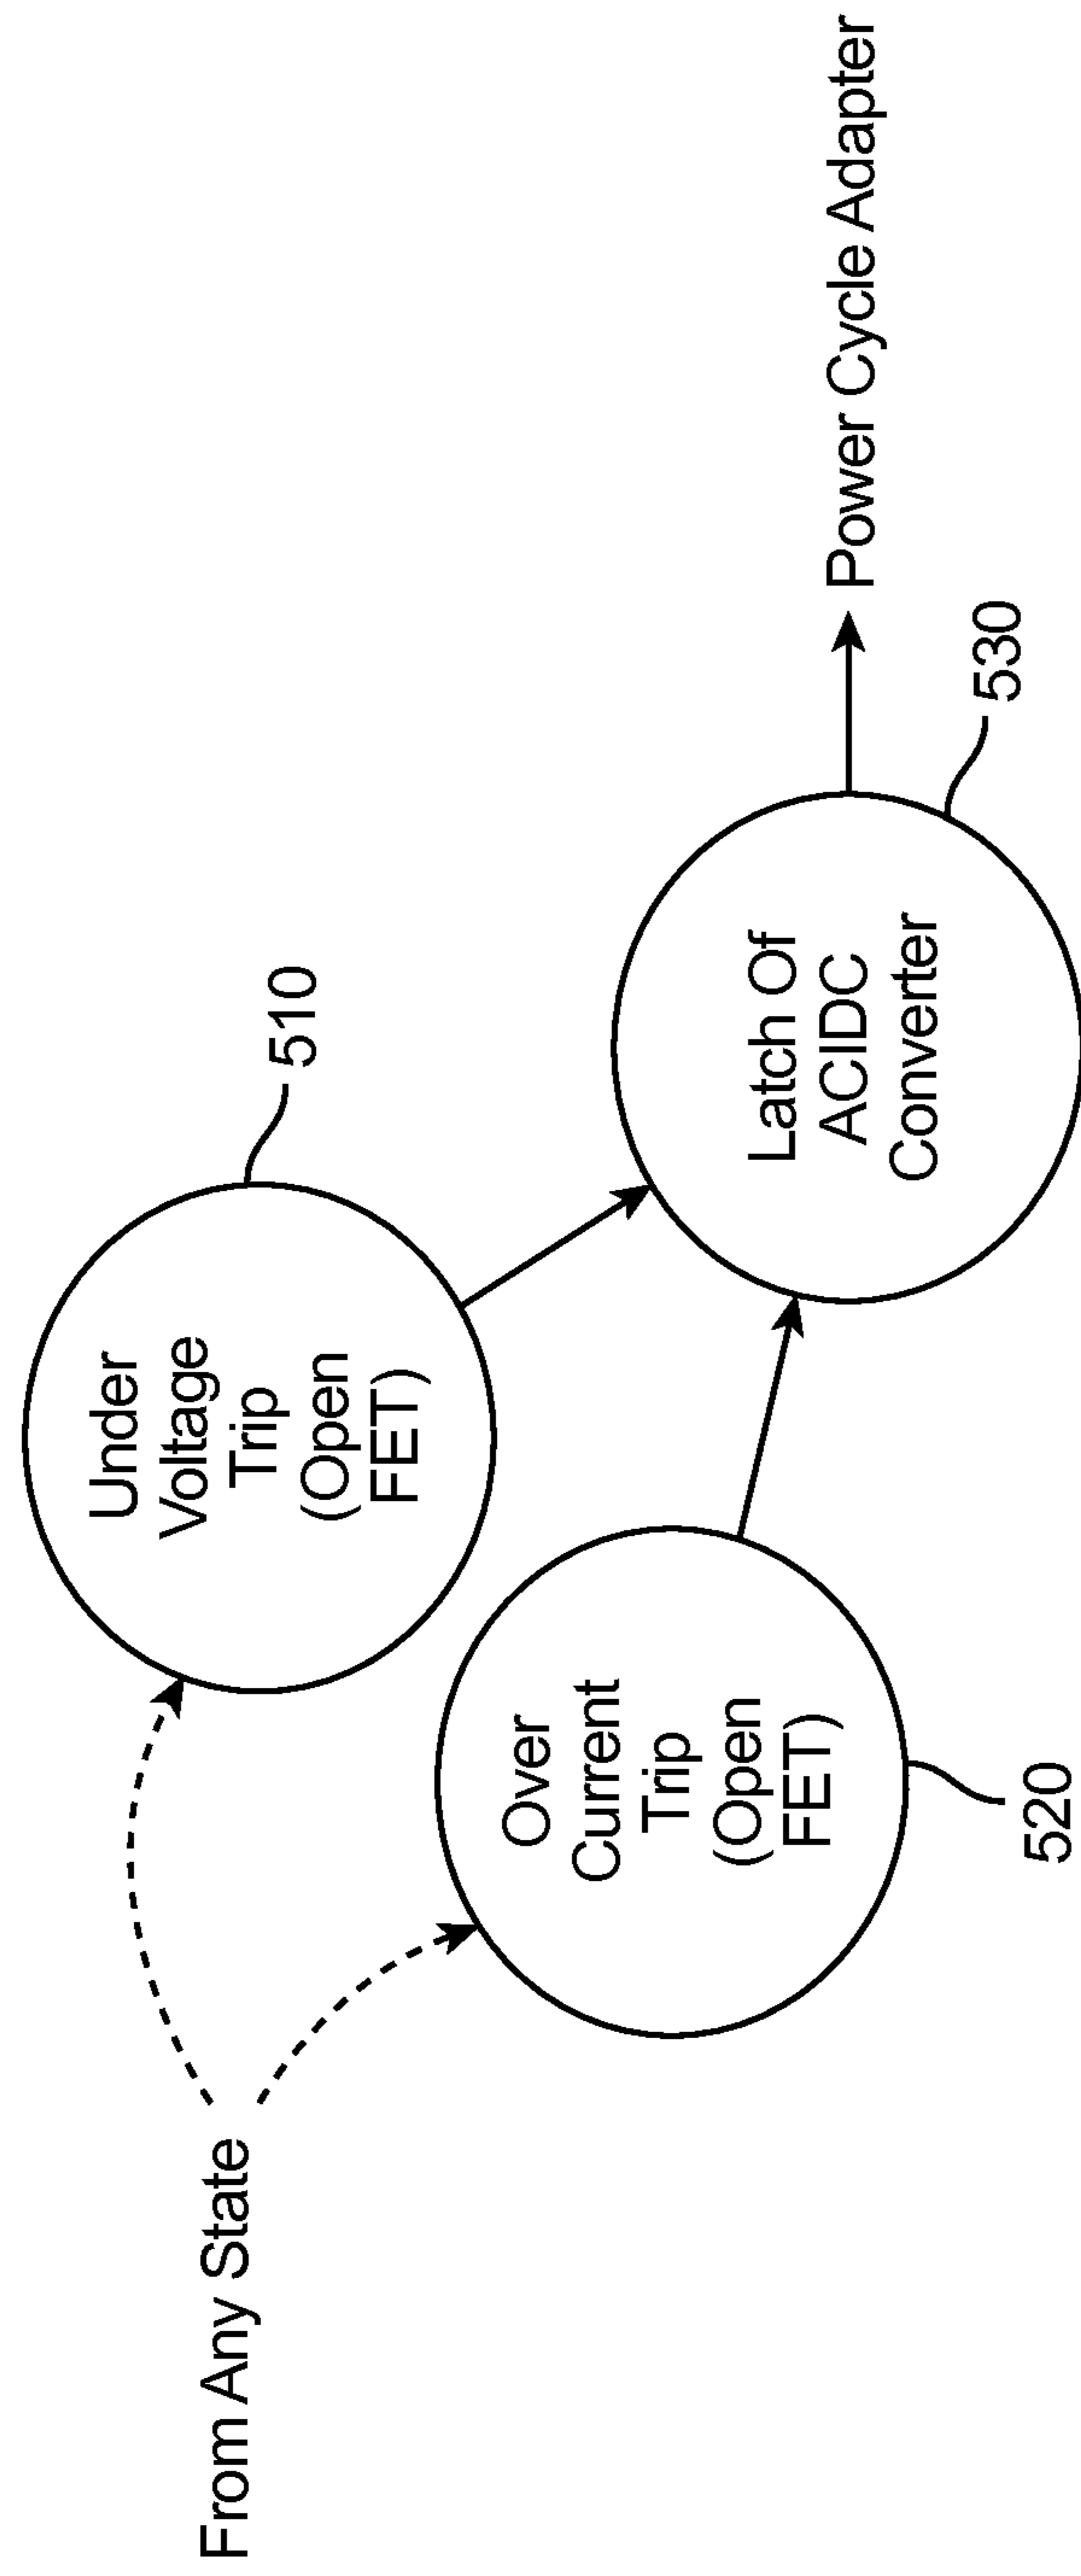 From Any State
Under
Voltage
Trip
(Open
FET)
510
Over
Current
Trip
(Open
FET)
520
Latch Of
ACIDC
Converter
530
Power Cycle Adapter